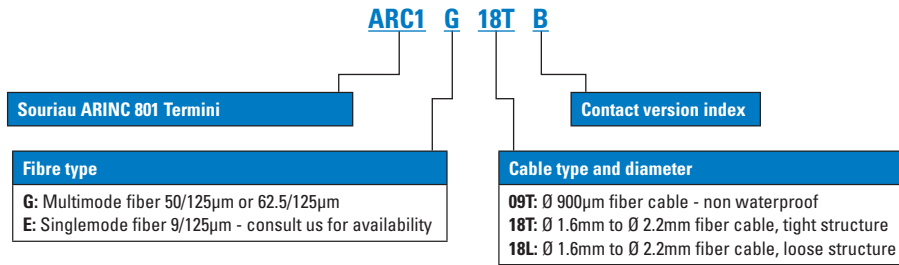 ARC1 G 18T B
Souriau ARINC 801 Termini
Contact version index
Fibre type
G: Multimode fiber 50/125µm or 62.5/125µm
E: Singlemode fiber 9/125µm - consult us for availability
Cable type and diameter
09T: Ø 900µm fiber cable - non waterproof
18T: Ø 1.6mm to Ø 2.2mm fiber cable, tight structure
18L: Ø 1.6mm to Ø 2.2mm fiber cable, loose structure